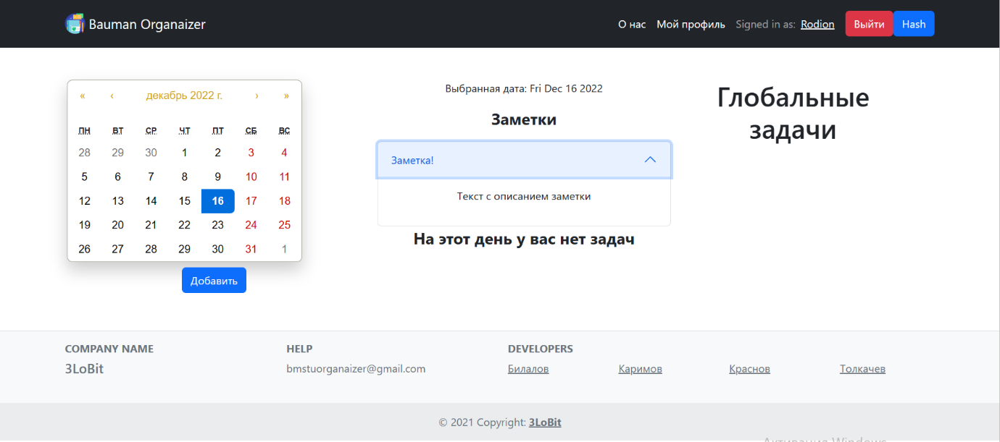 Bauman Organaizer
О нас Мой профиль Signed in as: Rodion Выйти Hash
« ‹ декабрь 2022 г. › »
ПН ВТ СР ЧТ ПТ СБ ВС
28 29 30 1 2 3 4
5 6 7 8 9 10 11
12 13 14 15 16 17 18
19 20 21 22 23 24 25
26 27 28 29 30 31 1
Добавить
Выбранная дата: Fri Dec 16 2022
Заметки
Заметка!
Текст с описанием заметки
На этот день у вас нет задач
Глобальные
задачи
COMPANY NAME
3LoBit
HELP
bmstuorganaizer@gmail.com
DEVELOPERS
Билалов Каримов Краснов Толкачев
© 2021 Copyright: 3LoBit
Активация Windows